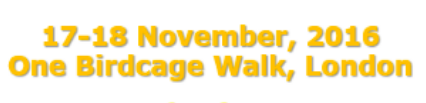 17-18 November, 2016
One Birdcage Walk, London